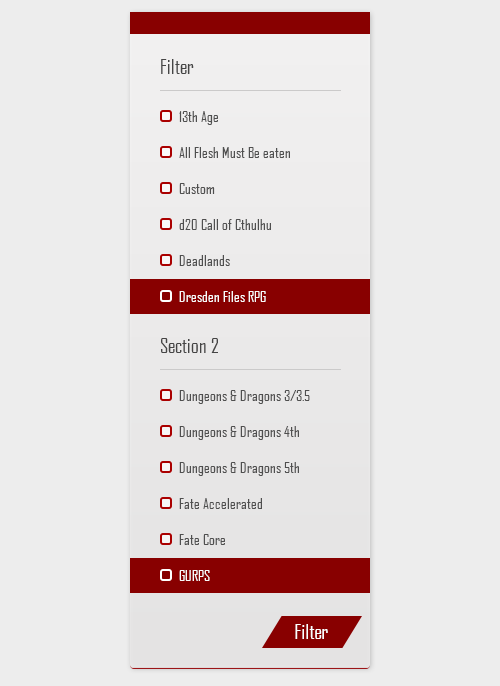 Filter
13th Age
All Flesh Must Be eaten
Custom
d20 Call of Cthulhu
Deadlands
Dresden Files RPG
Section 2
Dungeons & Dragons 3/3.5
Dungeons & Dragons 4th
Dungeons & Dragons 5th
Fate Accelerated
Fate Core
GURPS
Filter